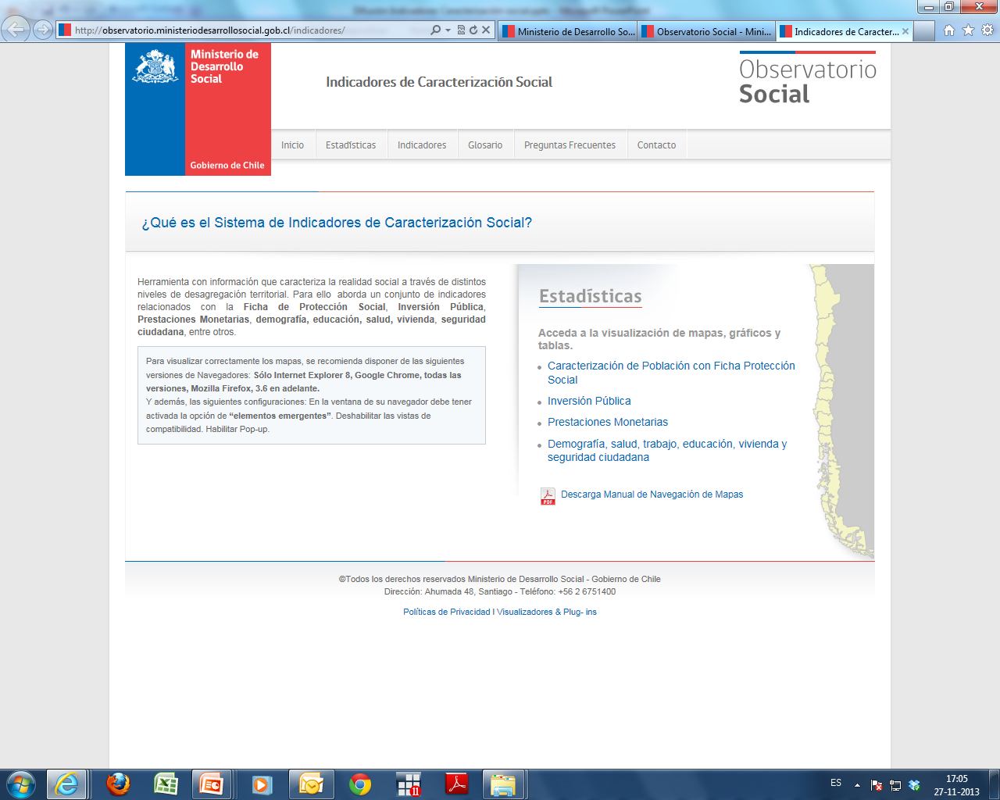 http://observatorio.ministeriodesarrollosocial.gob.cl/indicadores/
Ministerio de Desarrollo So...
Observatorio Social - Mini...
Indicadores de Caracter...
Ministerio de
Desarrollo
Social
Gobierno de Chile
Indicadores de Caracterización Social
Observatorio
Social
Inicio
Estadísticas
Indicadores
Glosario
Preguntas Frecuentes
Contacto
¿Qué es el Sistema de Indicadores de Caracterización Social?
Herramienta con información que caracteriza la realidad social a través de distintos
niveles de desagregación territorial. Para ello aborda un conjunto de indicadores
relacionados con la Ficha de Protección Social, Inversión Pública,
Prestaciones Monetarias, demografía, educación, salud, vivienda, seguridad
ciudadana, entre otros.
Para visualizar correctamente los mapas, se recomienda disponer de las siguientes
versiones de Navegadores: Sólo Internet Explorer 8, Google Chrome, todas las
versiones, Mozilla Firefox, 3.6 en adelante.
Y además, las siguientes configuraciones: En la ventana de su navegador debe tener
activada la opción de “elementos emergentes”. Deshabilitar las vistas de
compatibilidad. Habilitar Pop-up.
Estadísticas
Acceda a la visualización de mapas, gráficos y
tablas.
Caracterización de Población con Ficha Protección
Social
Inversión Pública
Prestaciones Monetarias
Demografía, salud, trabajo, educación, vivienda y
seguridad ciudadana
PDF
Descarga Manual de Navegación de Mapas
©Todos los derechos reservados Ministerio de Desarrollo Social - Gobierno de Chile
Dirección: Ahumada 48, Santiago - Teléfono: +56 2 6751400
Políticas de Privacidad I Visualizadores & Plug- ins
11
ES
17:05
27-11-2013